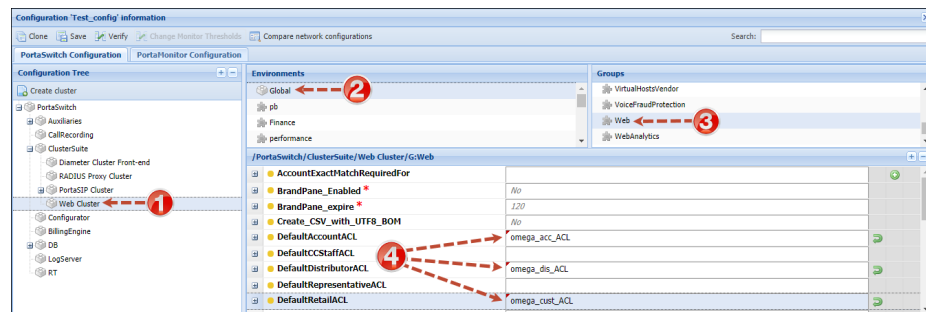 Configuration 'Test_config' information
Clone Save Verify Change Monitor Thresholds Compare network configurations Search:
PortaSwitch Configuration PortaMonitor Configuration
Configuration Tree
Create cluster
PortaSwitch
Auxiliaries
CallRecording
ClusterSuite
Diameter Cluster Front-end
RADIUS Proxy Cluster
PortaSIP Cluster
Web Cluster
1
Configurator
BillingEngine
DB
LogServer
RT
Environments
Global
2
pb
Finance
performance
Groups
VirtualHostsVendor
VoiceFraudProtection
Web
3
WebAnalytics
/PortaSwitch/ClusterSuite/Web Cluster/G:Web
AccountExactMatchRequiredFor
BrandPane_Enabled * No
BrandPane_expire * 120
Create_CSV_with_UTF8_BOM No
DefaultAccountACL omega_acc_ACL
DefaultCCStaffACL
4
DefaultDistributorACL omega_dis_ACL
DefaultRepresentativeACL
DefaultRetailACL omega_cust_ACL